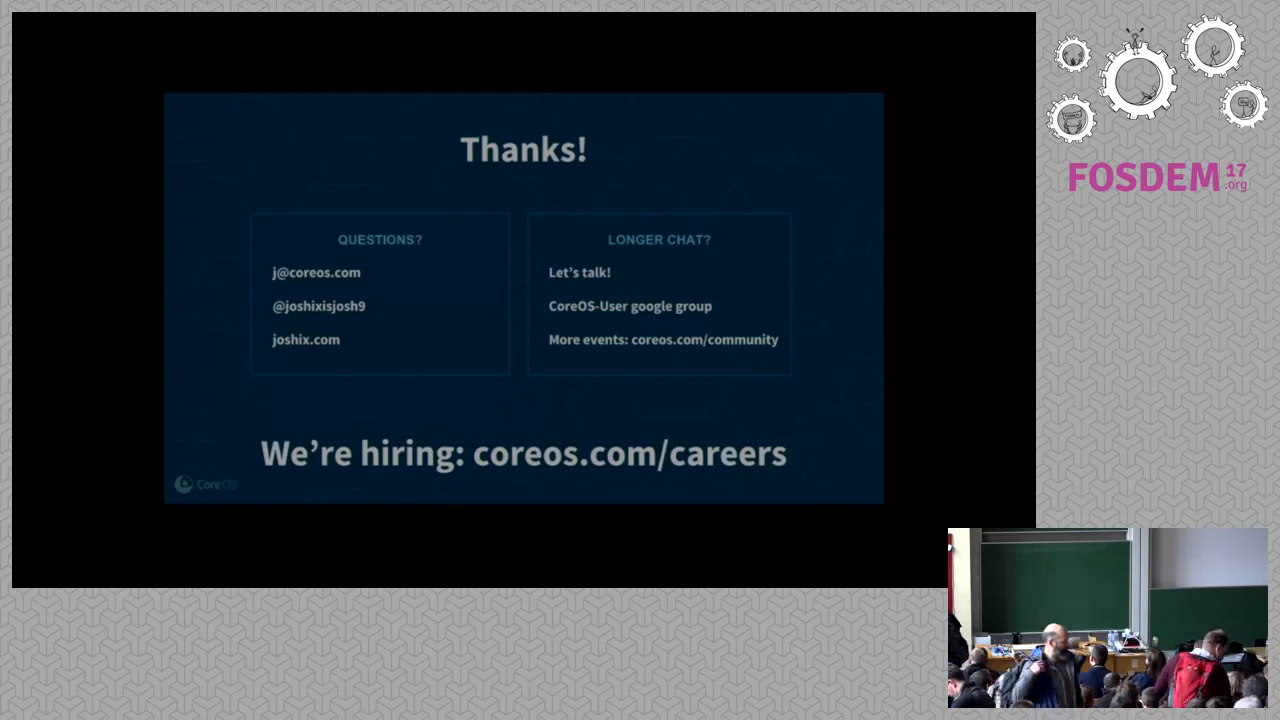 Thanks!
QUESTIONS?
j@coreos.com
@joshixisjosh9
joshix.com
LONGER CHAT?
Let's talk!
CoreOS-User google group
More events: coreos.com/community
We're hiring: coreos.com/careers
CoreOS
FOSDEM 17
.org